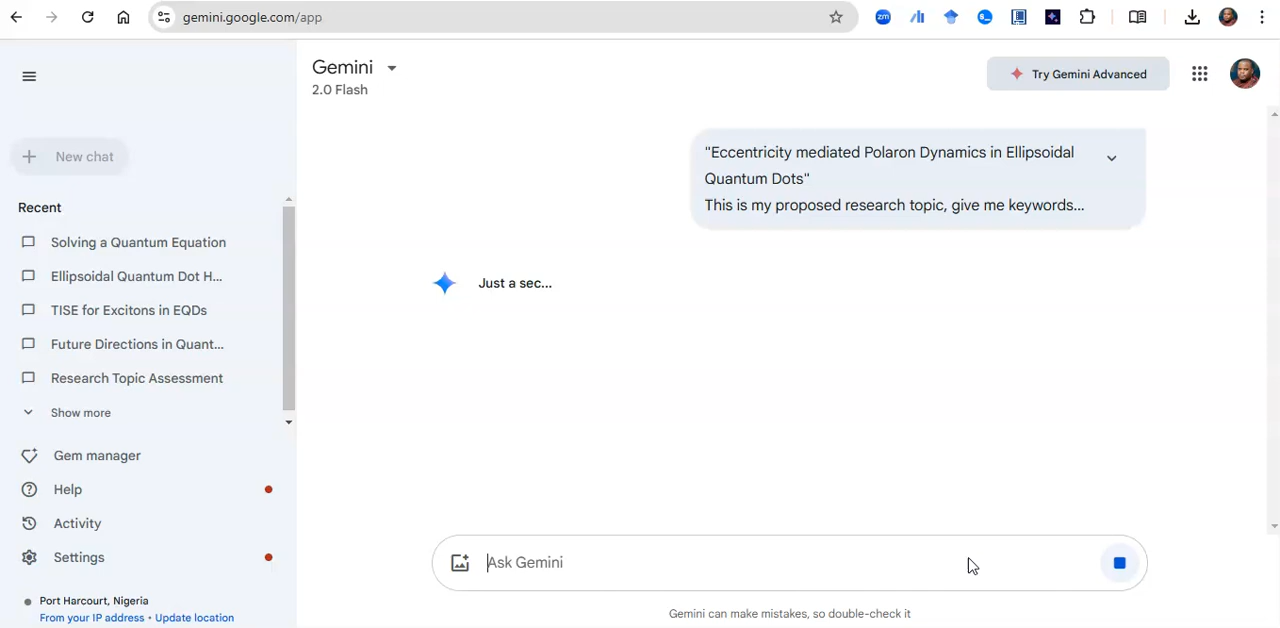 gemini.google.com/app
zm
Gemini
2.0 Flash
Try Gemini Advanced
New chat
Recent
Solving a Quantum Equation
Ellipsoidal Quantum Dot H...
TISE for Excitons in EQDs
Future Directions in Quant...
Research Topic Assessment
Show more
Gem manager
Help
Activity
Settings
Port Harcourt, Nigeria
From your IP address • Update location
"Eccentricity mediated Polaron Dynamics in Ellipsoidal
Quantum Dots"
This is my proposed research topic, give me keywords...
Just a sec...
Ask Gemini
Gemini can make mistakes, so double-check it